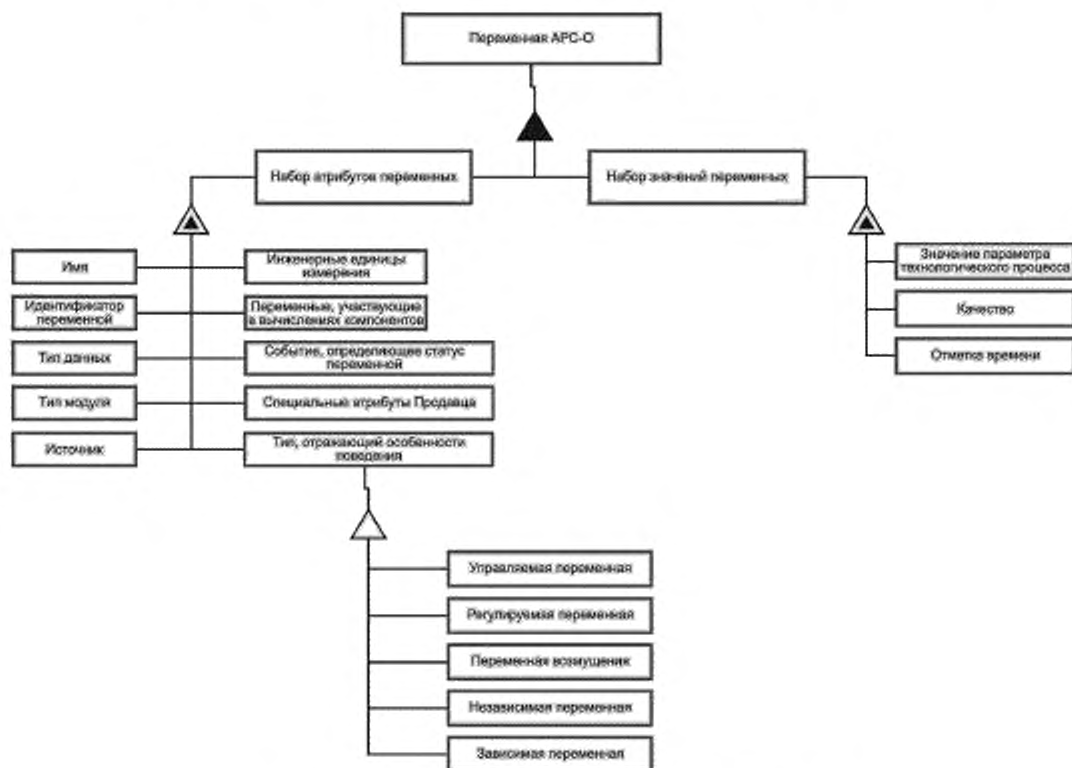 Переменная АРС-О
Набор атрибутов переменных
Набор значений переменных
Имя
Идентификатор
переменной
Тип данных
Тип модуля
Источник
Инженерные единицы
измерения
Переменные, участвующие
в вычислениях компонентов
Событие, определяющее статус
переменной
Специальные атрибуты Продавца
Тип, отражающий особенности
поведения
Значение параметра
технологического процесса
Качество
Отметка времени
Управляемая переменная
Регулируемая переменная
Переменная возмущения
Независимая переменная
Зависимая переменная